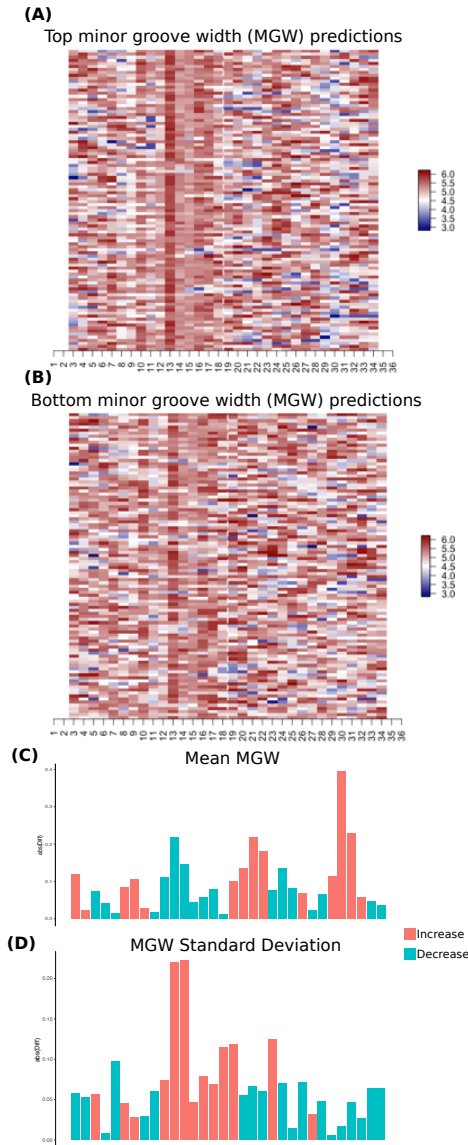 (A)
Top minor groove width (MGW) predictions
6.0
5.5
5.0
4.5
4.0
3.5
3.0
1 2 3 4 5 6 7 8 9 10 11 12 13 14 15 16 17 18 19 20 21 22 23 24 25 26 27 28 29 30 31 32 33 34 35 36
(B)
Bottom minor groove width (MGW) predictions
6.0
5.5
5.0
4.5
4.0
3.5
3.0
1 2 3 4 5 6 7 8 9 10 11 12 13 14 15 16 17 18 19 20 21 22 23 24 25 26 27 28 29 30 31 32 33 34 35 36
(C)
Mean MGW
0.4
0.3
0.2
0.1
0.0
abs(Diff)
Increase
Decrease
(D)
MGW Standard Deviation
0.20
0.15
0.10
0.05
0.00
abs(Diff)